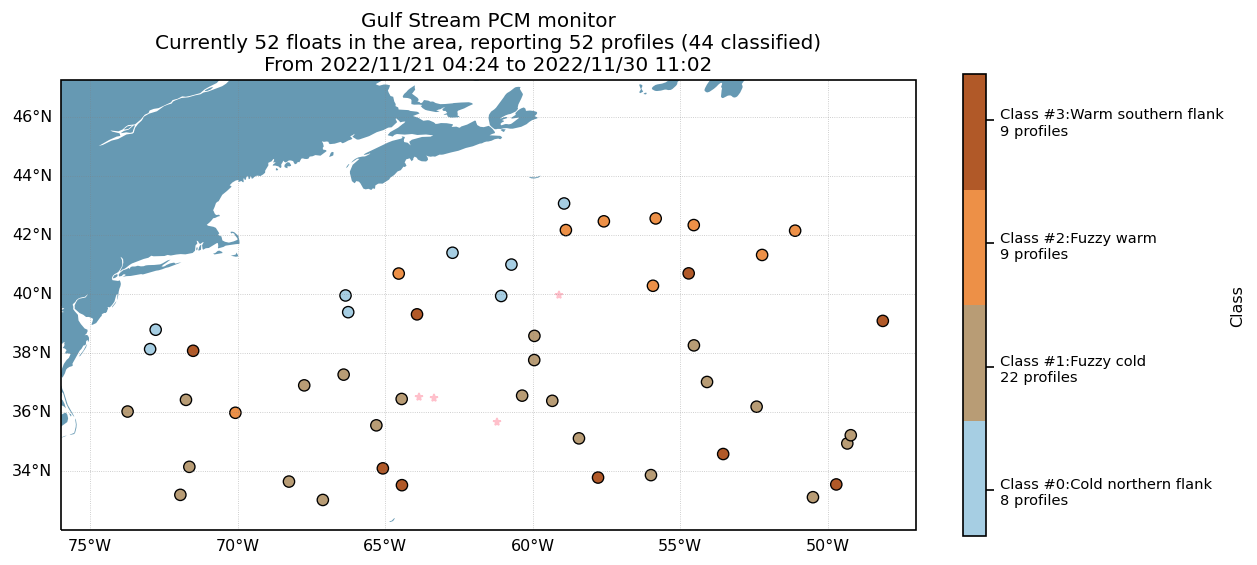 Gulf Stream PCM monitor
Currently 52 floats in the area, reporting 52 profiles (44 classified)
From 2022/11/21 04:24 to 2022/11/30 11:02
46°N
44°N
42°N
40°N
38°N
36°N
34°N
75°W
70°W
65°W
60°W
55°W
50°W
Class #3:Warm southern flank
9 profiles
Class #2:Fuzzy warm
9 profiles
Class #1:Fuzzy cold
22 profiles
Class #0:Cold northern flank
8 profiles
Class